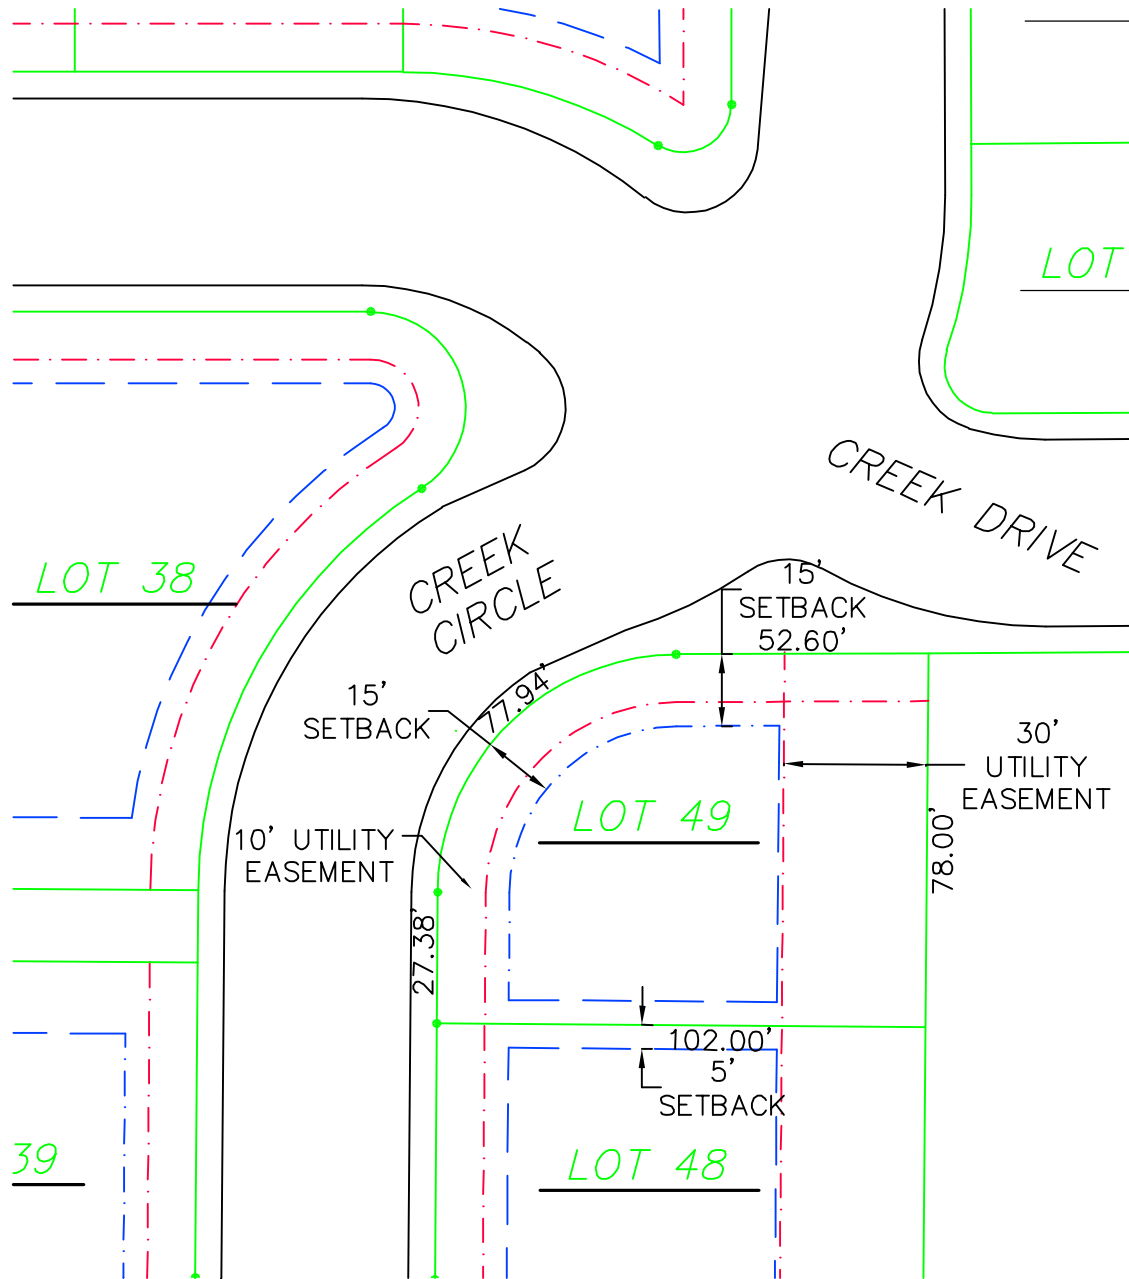 LOT
CREEK DRIVE
CREEK
CIRCLE
LOT 38
15'
SETBACK
52.60'
77.94'
15'
SETBACK
30'
UTILITY
EASEMENT
LOT 49
10' UTILITY
EASEMENT
78.00'
27.38'
102.00'
5'
SETBACK
39
LOT 48